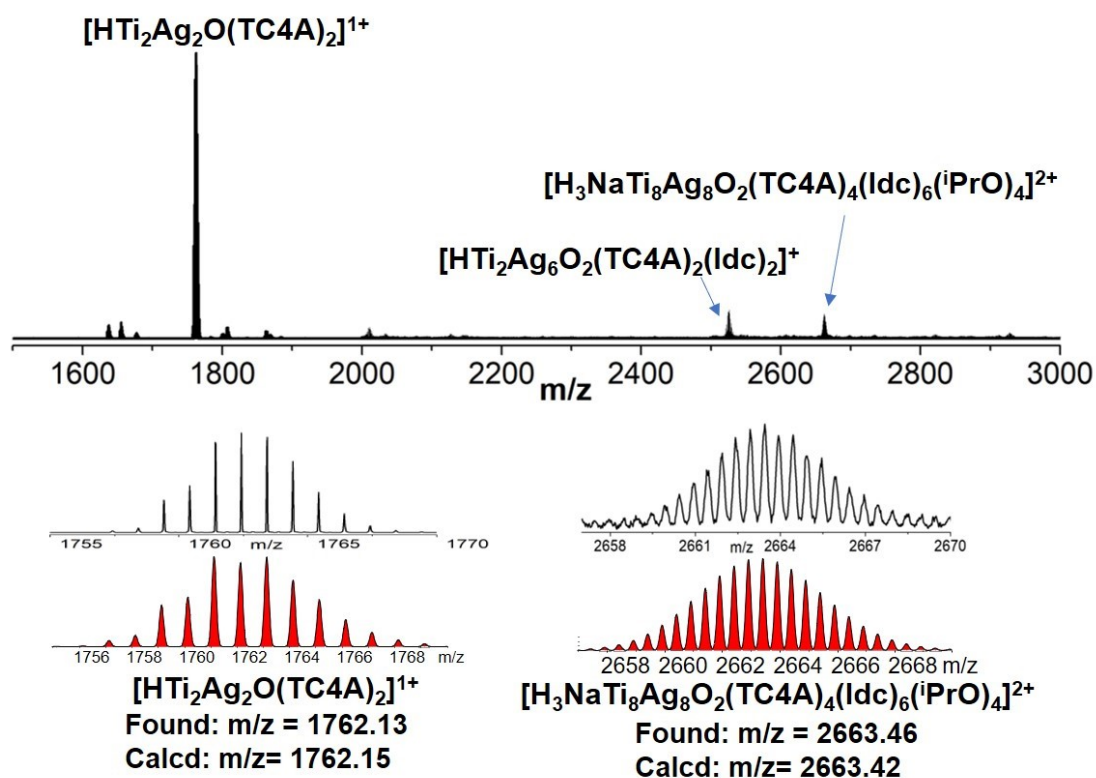 [HTi₂Ag₂O(TC4A)₂]¹⁺
[H₃NaTi₈Ag₈O₂(TC4A)₄(Idc)₆(ⁱPrO)₄]²⁺
[HTi₂Ag₆O₂(TC4A)₂(Idc)₂]⁺
1600 1800 2000 2200 2400 2600 2800 3000
m/z
1755 1760 m/z 1765 1770
2658 2661 m/z 2664 2667 2670
1756 1758 1760 1762 1764 1766 1768 m/z
2658 2660 2662 2664 2666 2668 m/z
[HTi₂Ag₂O(TC4A)₂]¹⁺
Found: m/z = 1762.13
Calcd: m/z= 1762.15
[H₃NaTi₈Ag₈O₂(TC4A)₄(Idc)₆(ⁱPrO)₄]²⁺
Found: m/z = 2663.46
Calcd: m/z= 2663.42